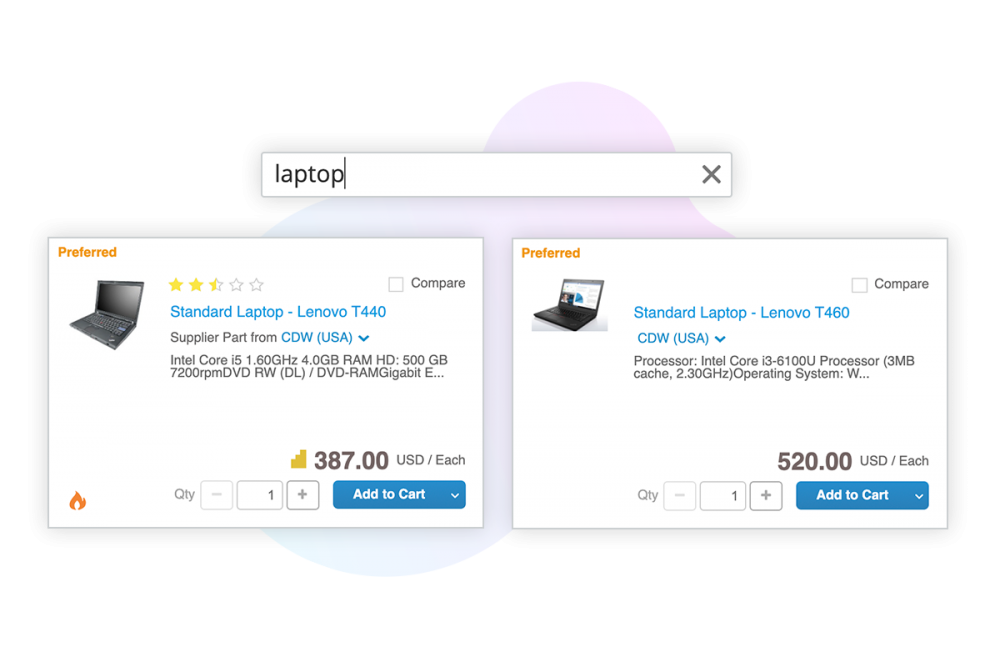 laptop
Preferred
Compare
Standard Laptop - Lenovo T440
Supplier Part from CDW (USA)
Intel Core i5 1.60GHz 4.0GB RAM HD: 500 GB
7200rpmDVD RW (DL) / DVD-RAMGigabit E...
387.00 USD / Each
Qty − 1 + Add to Cart
Preferred
Compare
Standard Laptop - Lenovo T460
CDW (USA)
Processor: Intel Core i3-6100U Processor (3MB
cache, 2.30GHz)Operating System: W...
520.00 USD / Each
Qty − 1 + Add to Cart